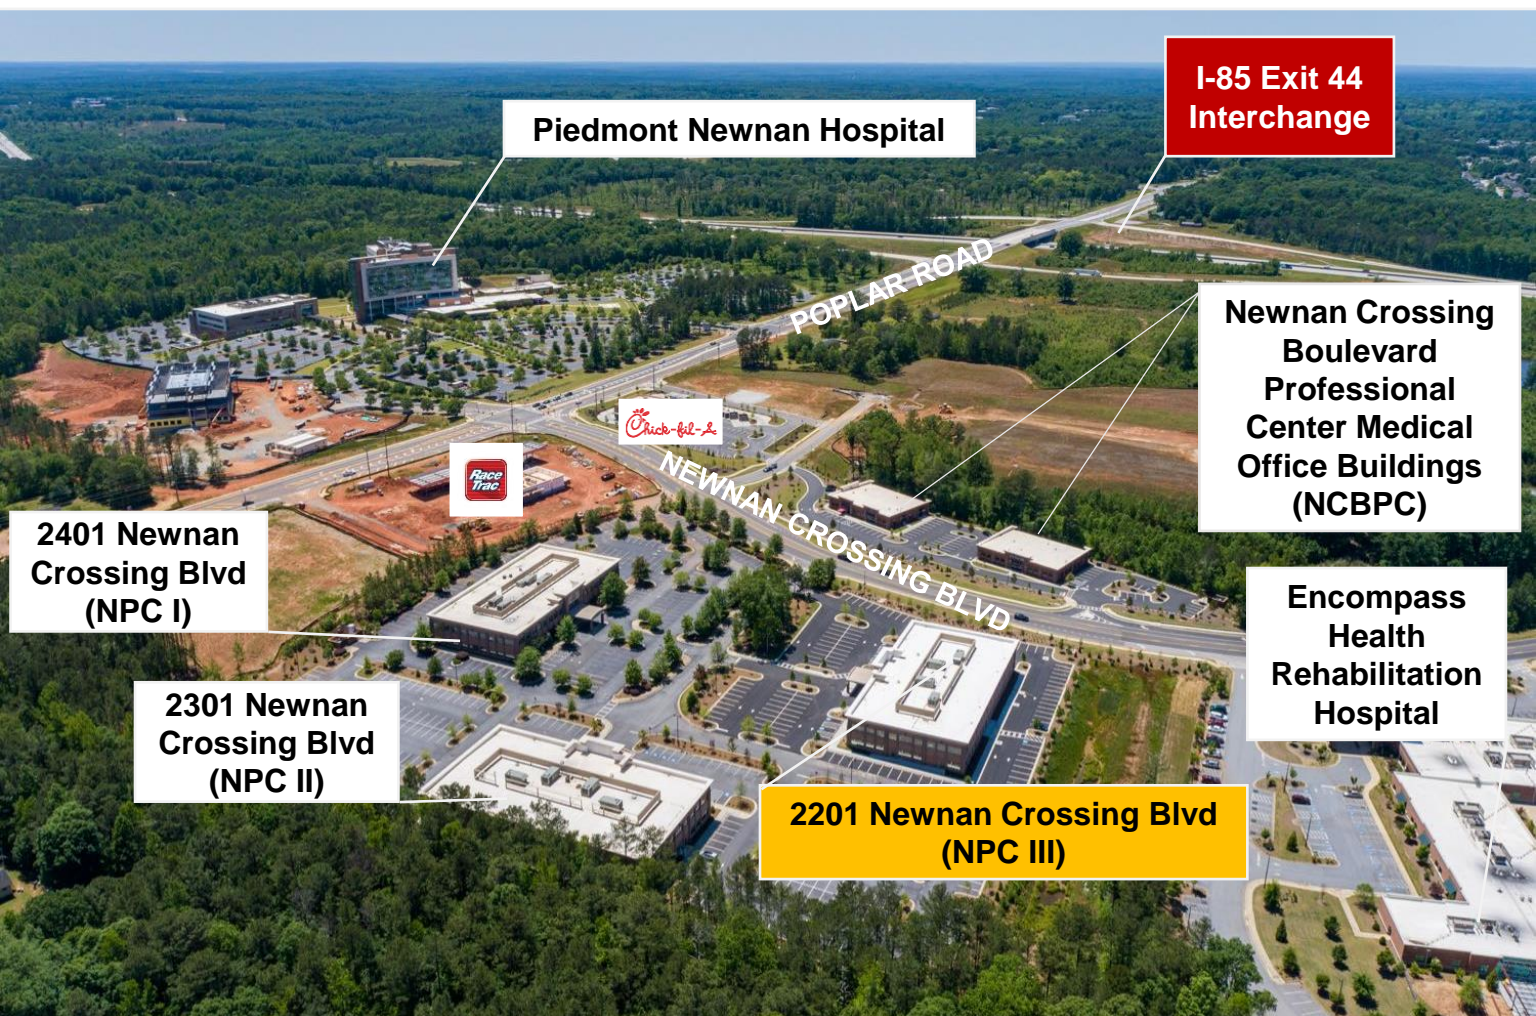 I-85 Exit 44
Interchange
Piedmont Newnan Hospital
POPLAR ROAD
Newnan Crossing
Boulevard
Professional
Center Medical
Office Buildings
(NCBPC)
Chick-fil-A
Race
Trac
NEWNAN CROSSING BLVD
2401 Newnan
Crossing Blvd
(NPC I)
Encompass
Health
Rehabilitation
Hospital
2301 Newnan
Crossing Blvd
(NPC II)
2201 Newnan Crossing Blvd
(NPC III)